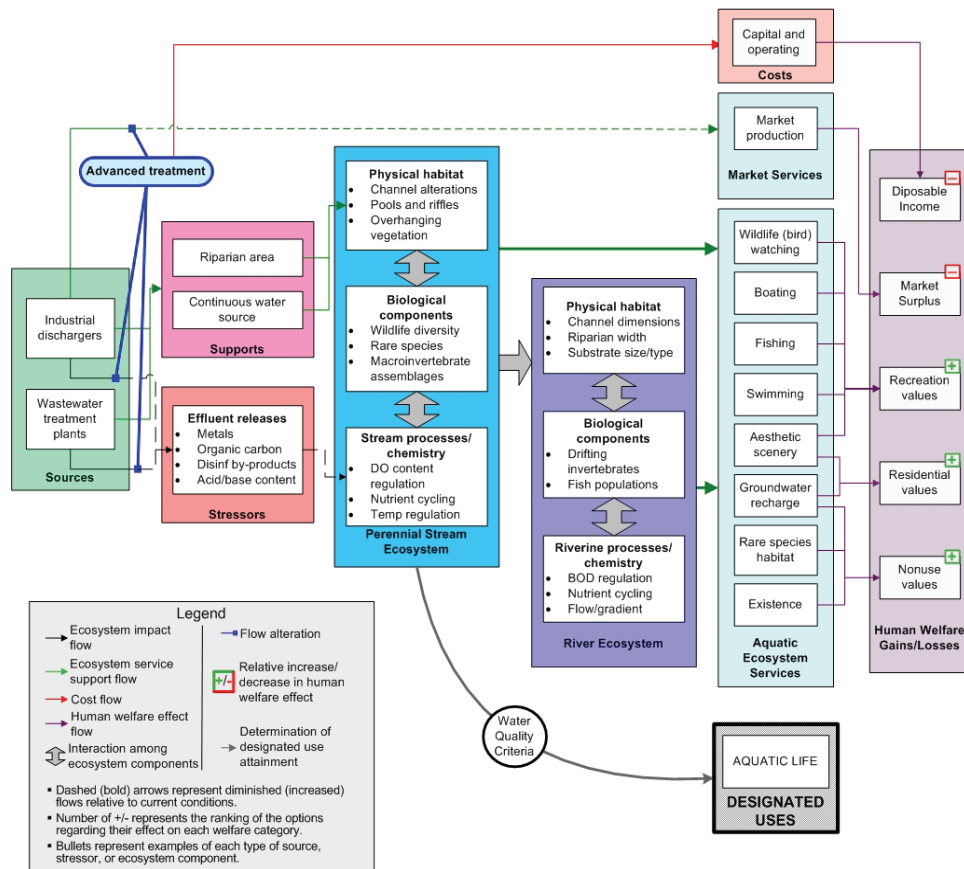 Capital and
operating
Costs
Market
production
Market Services
Advanced treatment
Physical habitat
• Channel alterations
• Pools and riffles
• Overhanging
vegetation
Diposable
Income
Riparian area
Continuous water
source
Supports
Wildlife (bird)
watching
Boating
Fishing
Swimming
Aesthetic
scenery
Groundwater
recharge
Rare species
habitat
Existence
Aquatic
Ecosystem
Services
Market
Surplus
Recreation
values
Residential
values
Nonuse
values
Human Welfare
Gains/Losses
Industrial
dischargers
Wastewater
treatment
plants
Sources
Biological
components
• Wildlife diversity
• Rare species
• Macroinvertebrate
assemblages
Physical habitat
• Channel dimensions
• Riparian width
• Substrate size/type
Effluent releases
• Metals
• Organic carbon
• Disinf by-products
• Acid/base content
Stressors
Stream processes/
chemistry
• DO content
regulation
• Nutrient cycling
• Temp regulation
Perennial Stream
Ecosystem
Biological
components
• Drifting
invertebrates
• Fish populations
Riverine processes/
chemistry
• BOD regulation
• Nutrient cycling
• Flow/gradient
River Ecosystem
Legend
Ecosystem impact
flow
Ecosystem service
support flow
Cost flow
Human welfare effect
flow
Interaction among
ecosystem components
Flow alteration
+/-
Relative increase/
decrease in human
welfare effect
Determination of
designated use
attainment
▪ Dashed (bold) arrows represent diminished (increased)
flows relative to current conditions.
▪ Number of +/- represents the ranking of the options
regarding their effect on each welfare category.
▪ Bullets represent examples of each type of source,
stressor, or ecosystem component.
Water
Quality
Criteria
AQUATIC LIFE
DESIGNATED
USES